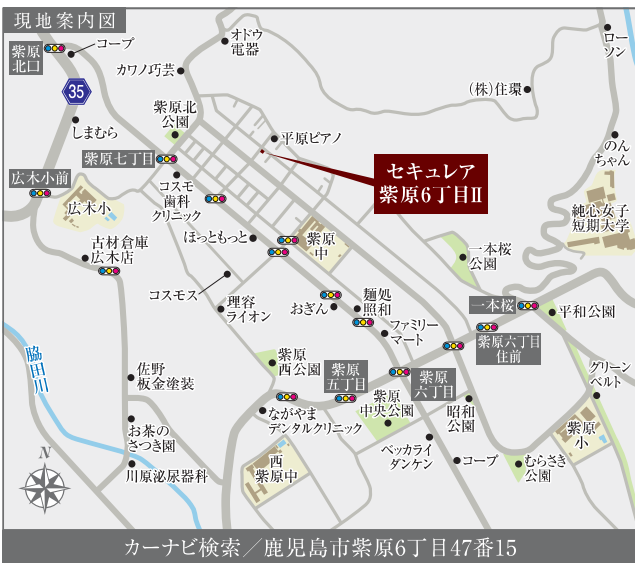 現地案内図
紫原
北口
コープ
オドウ
電器
ロー
ソン
カワノ巧芸
(株)住環
35
紫原北
公園
しまむら
平原ピアノ
のん
ちゃん
紫原七丁目
セキュレア
紫原6丁目Ⅱ
広木小前
コスモ
歯科
クリニック
広木小
純心女子
短期大学
古材倉庫
広木店
ほっともっと
紫原
中
一本桜
公園
コスモス
理容
ライオン
おぎん
麺処
照和
一本桜
平和公園
ファミリー
マート
紫原六丁目
住前
脇田川
紫原
西公園
佐野
板金塗装
紫原
五丁目
紫原
六丁目
グリーン
ベルト
紫原
中央公園
昭和
公園
ながやま
デンタルクリニック
お茶の
さつき園
紫原
小
ベッカライ
ダンケン
コープ
むらさき
公園
西
紫原中
川原泌尿器科
N
カーナビ検索／鹿児島市紫原6丁目47番15